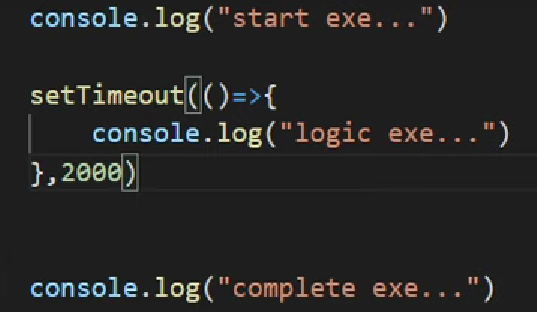 console.log("start exe...")
setTimeout(()=>{
console.log("logic exe...")
},2000)
console.log("complete exe...")